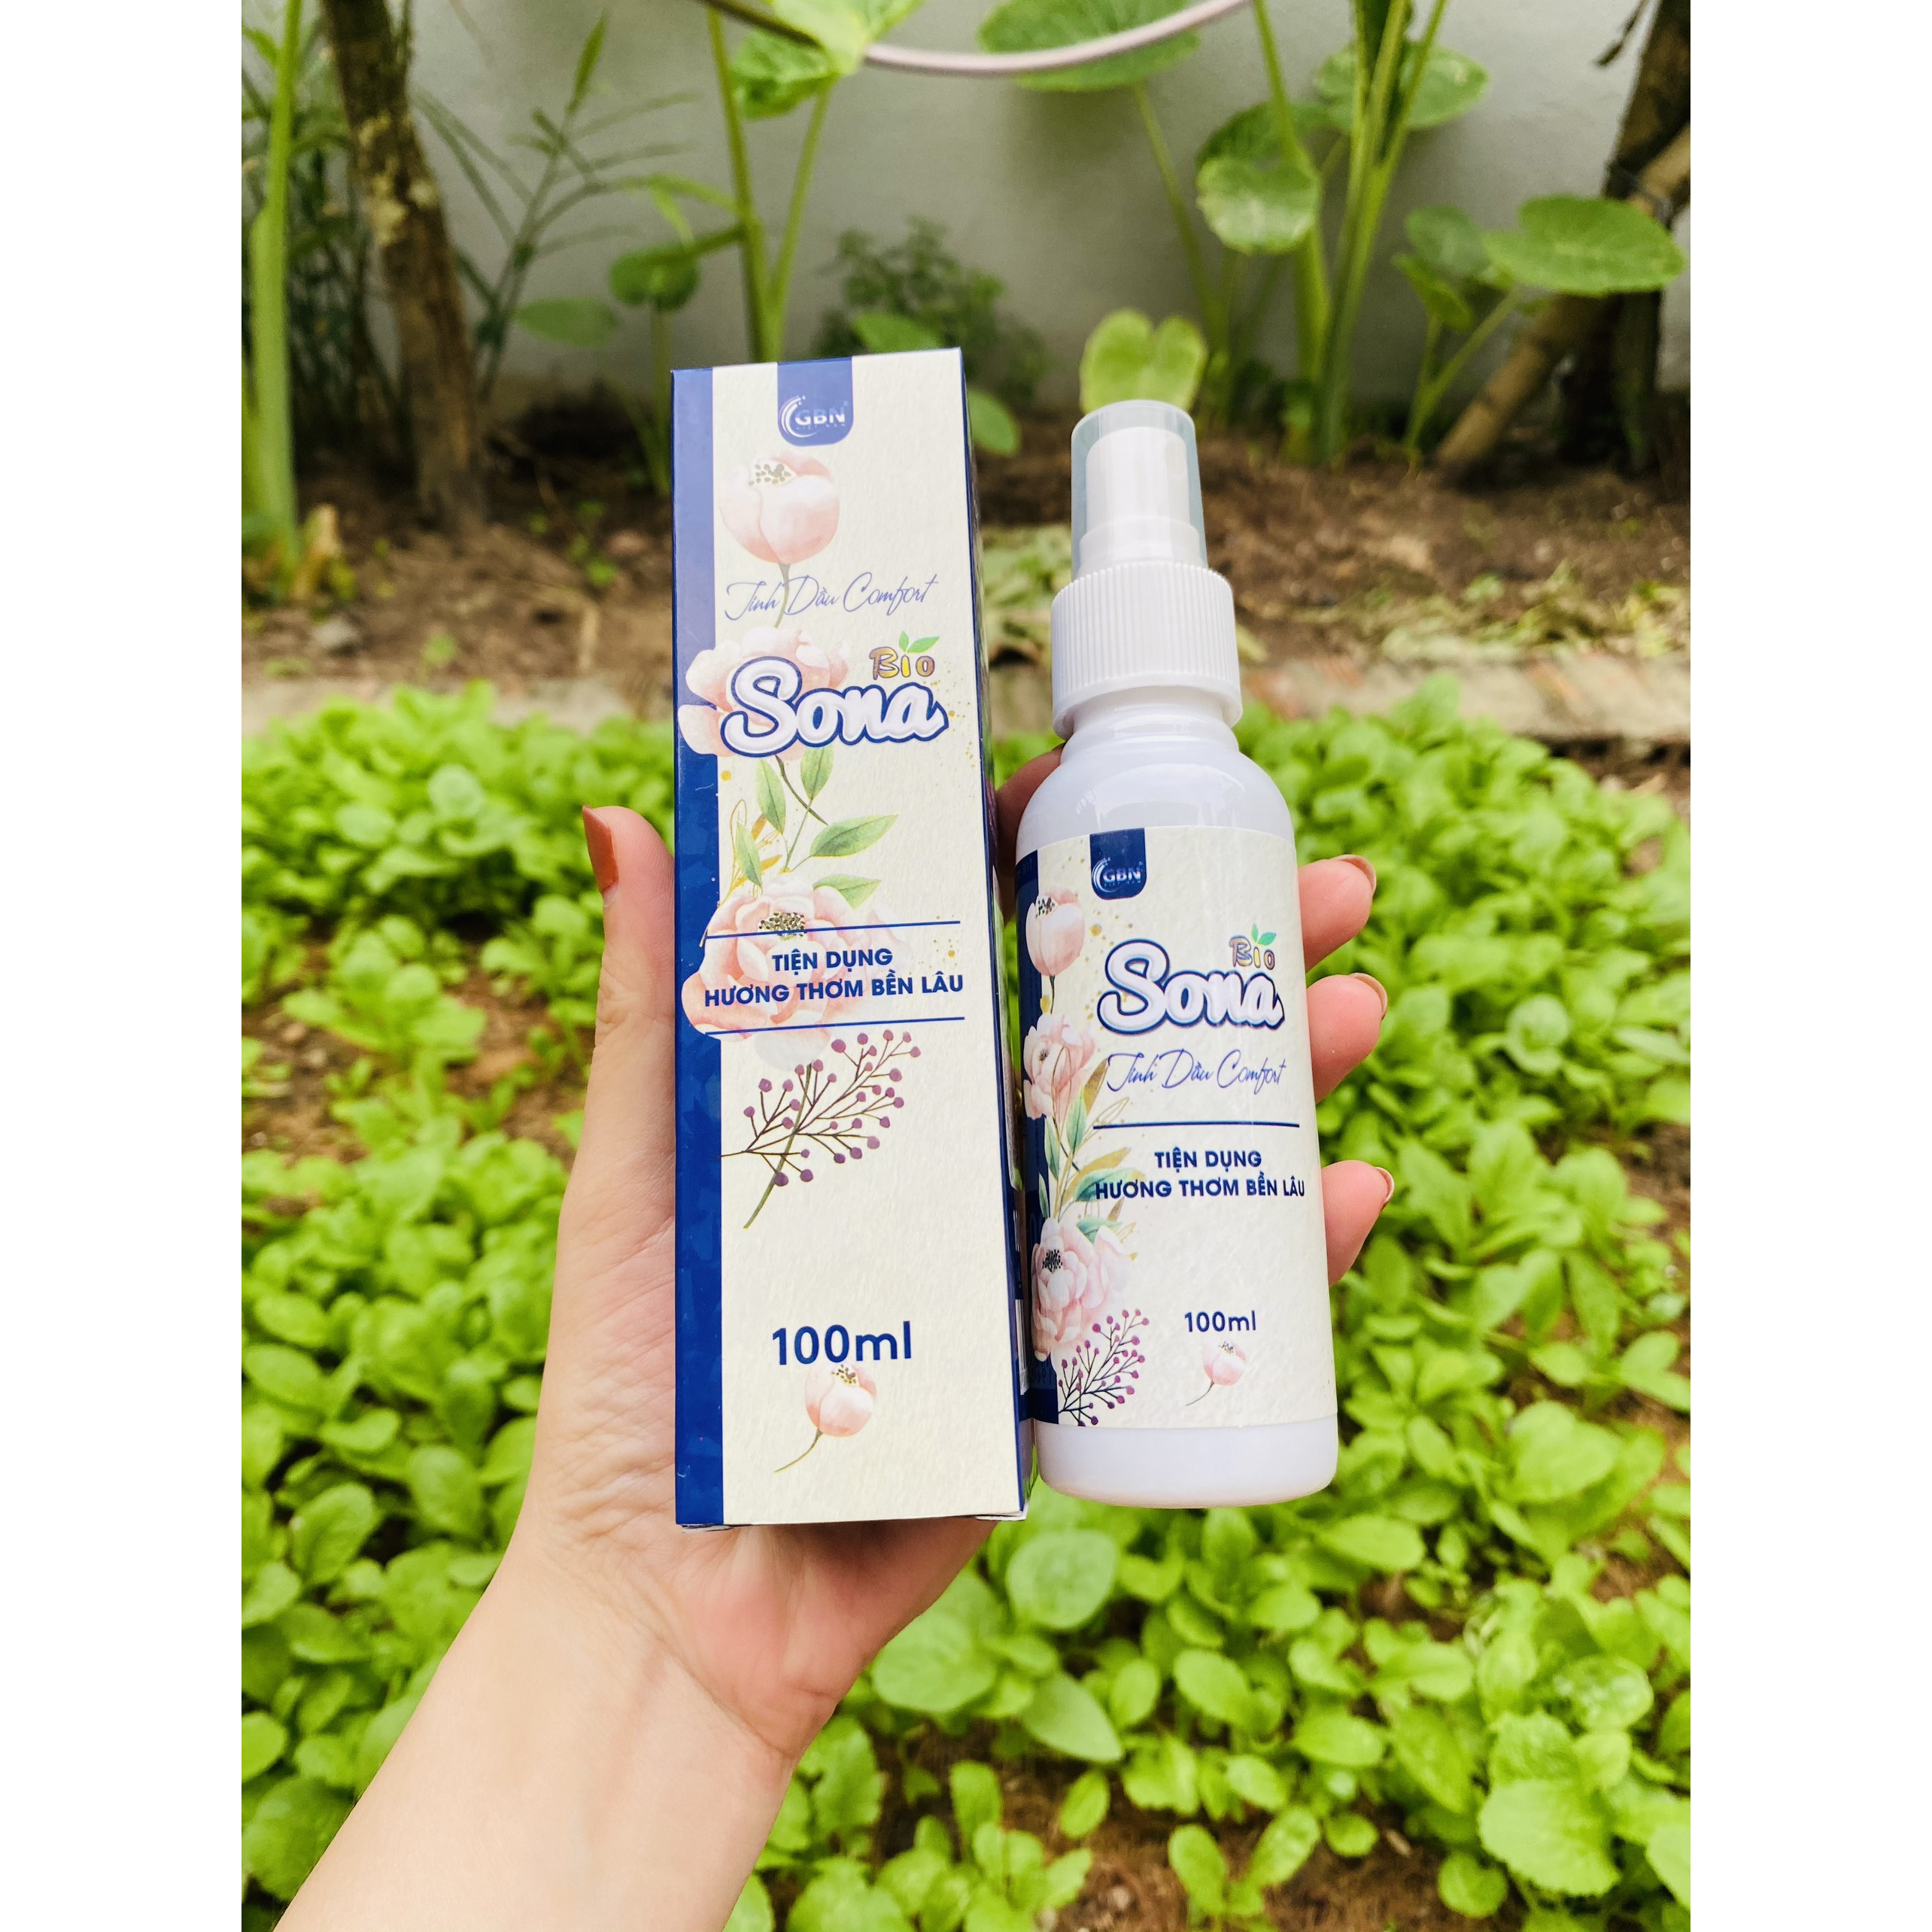 GBN
Tinh Dầu Comfort
Bio
Sona
TIỆN DỤNG
HƯƠNG THƠM BỀN LÂU
100ml
GBN
Bio
Sona
Tinh Dầu Comfort
TIỆN DỤNG
HƯƠNG THƠM BỀN LÂU
100ml